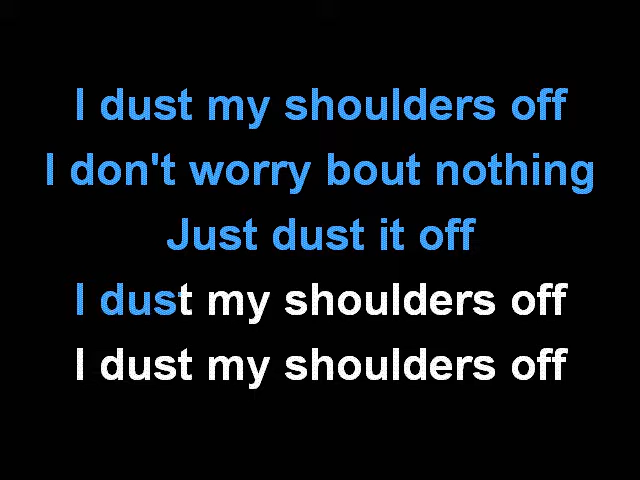 I dust my shoulders off
I don't worry bout nothing
Just dust it off
I dust my shoulders off
I dust my shoulders off